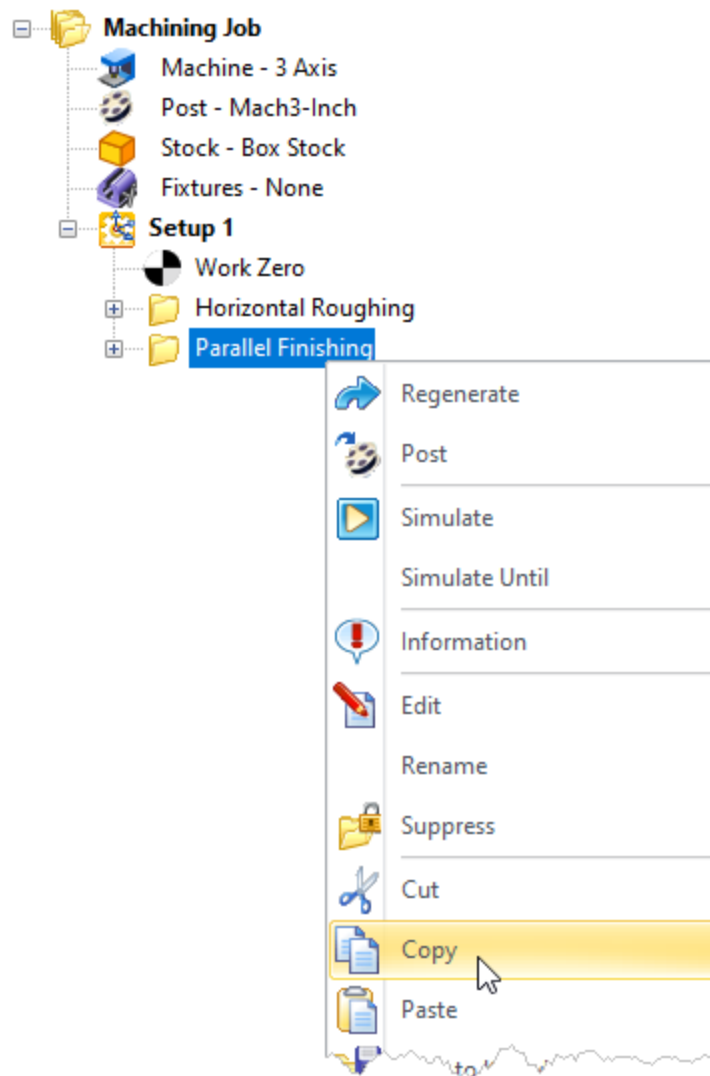 Machining Job
Machine - 3 Axis
Post - Mach3-Inch
Stock - Box Stock
Fixtures - None
Setup 1
Work Zero
Horizontal Roughing
Parallel Finishing
Regenerate
Post
Simulate
Simulate Until
Information
Edit
Rename
Suppress
Cut
Copy
Paste
to